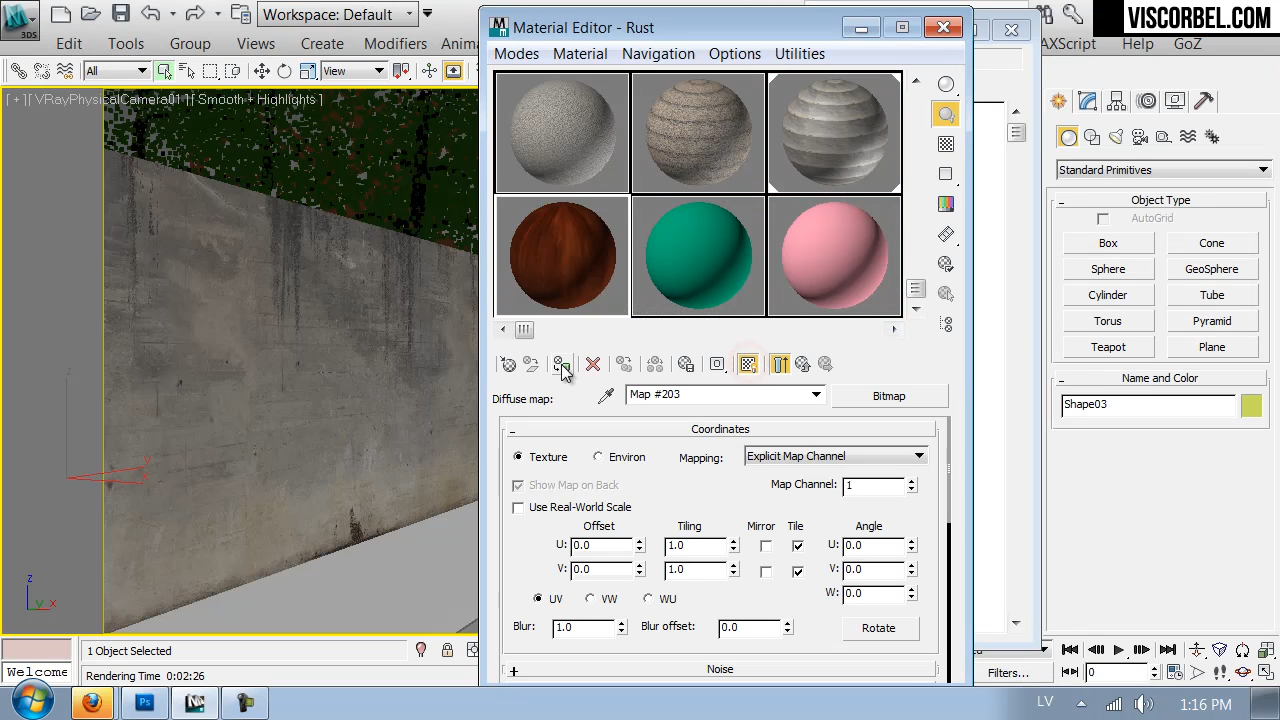 VISCORBEL.COM
3DS
Workspace: Default
Edit
Tools
Group
Views
Create
Modifiers
Anima
AXScript
Help
GoZ
All
View
[ + ] [ VRayPhysicalCamera01 ] [ Smooth + Highlights ]
Material Editor - Rust
Modes
Material
Navigation
Options
Utilities
Diffuse map:
Map #203
Bitmap
Coordinates
Texture
Environ
Mapping:
Explicit Map Channel
Show Map on Back
Map Channel:
1
Use Real-World Scale
Offset
Tiling
Mirror
Tile
Angle
U:
0.0
1.0
U:
0.0
V:
0.0
1.0
V:
0.0
W:
0.0
UV
VW
WU
Blur:
1.0
Blur offset:
0.0
Rotate
Noise
Standard Primitives
Object Type
AutoGrid
Box
Cone
Sphere
GeoSphere
Cylinder
Tube
Torus
Pyramid
Teapot
Plane
Name and Color
Shape03
z
y
x
z
y
x
1 Object Selected
Welcome
Rendering Time 0:02:26
Filters...
0
Ps
LV
1:16 PM